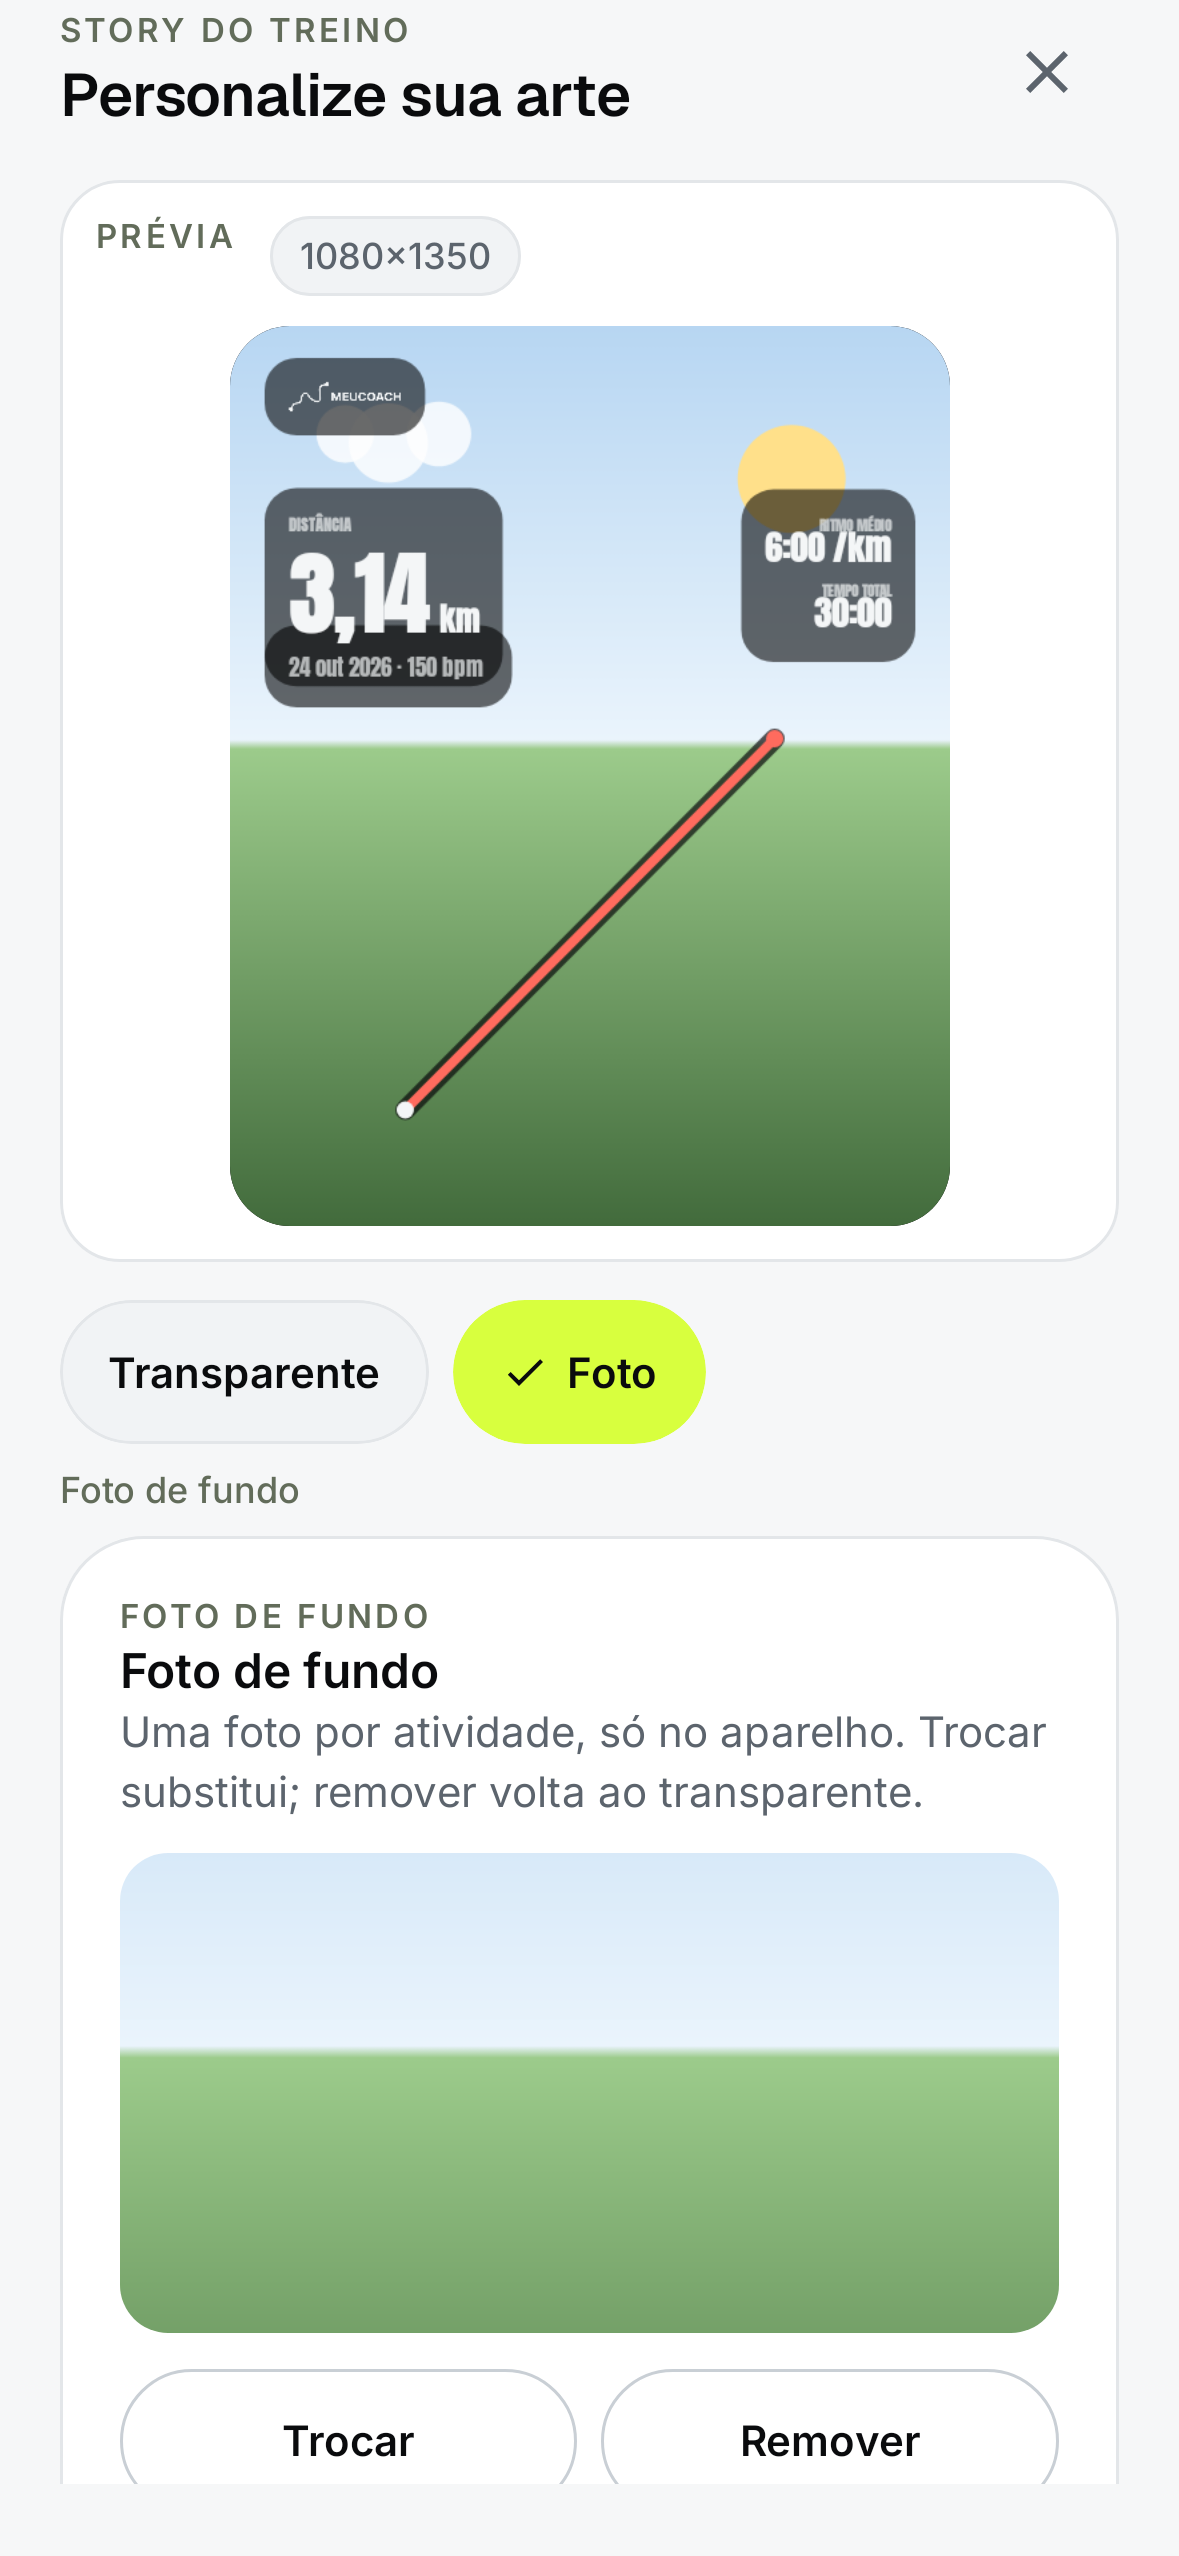 STORY DO TREINO
Personalize sua arte
PRÉVIA
1080×1350
MEUCOACH
DISTÂNCIA
3,14 km
24 out 2026 · 150 bpm
RITMO MÉDIO
6:00 /km
TEMPO TOTAL
30:00
Transparente
Foto
Foto de fundo
FOTO DE FUNDO
Foto de fundo
Uma foto por atividade, só no aparelho. Trocar
substitui; remover volta ao transparente.
Trocar
Remover